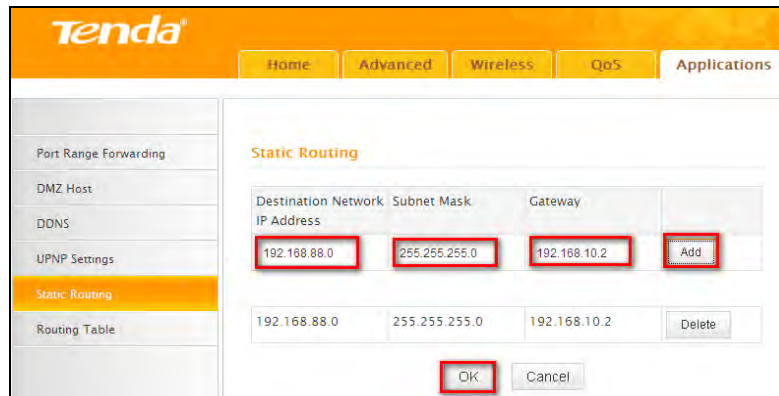 Tenda
Home Advanced Wireless QoS Applications
Port Range Forwarding
DMZ Host
DDNS
UPNP Settings
Static Routing
Routing Table
Static Routing
Destination Network IP Address Subnet Mask Gateway
192.168.88.0 255.255.255.0 192.168.10.2 Add
192.168.88.0 255.255.255.0 192.168.10.2 Delete
OK Cancel